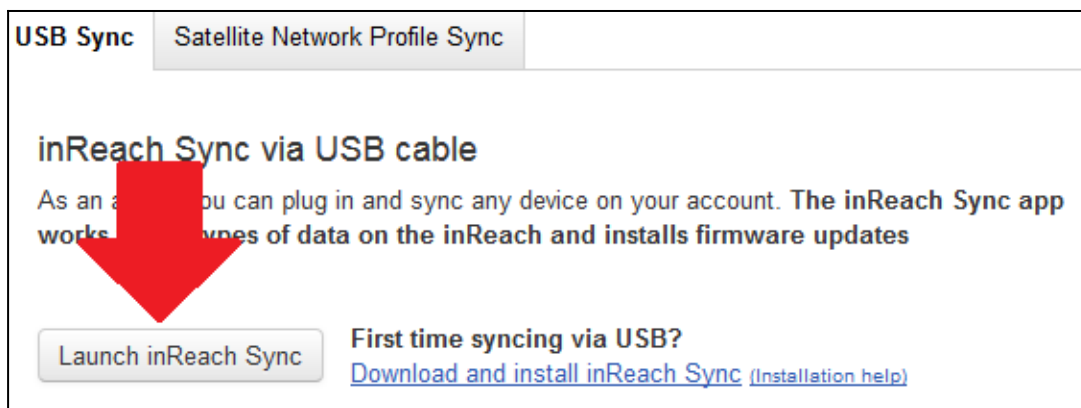 USB Sync Satellite Network Profile Sync
inReach Sync via USB cable
As an a ou can plug in and sync any device on your account. The inReach Sync app
works ypes of data on the inReach and installs firmware updates
First time syncing via USB?
Launch inReach Sync
Download and install inReach Sync (Installation help)